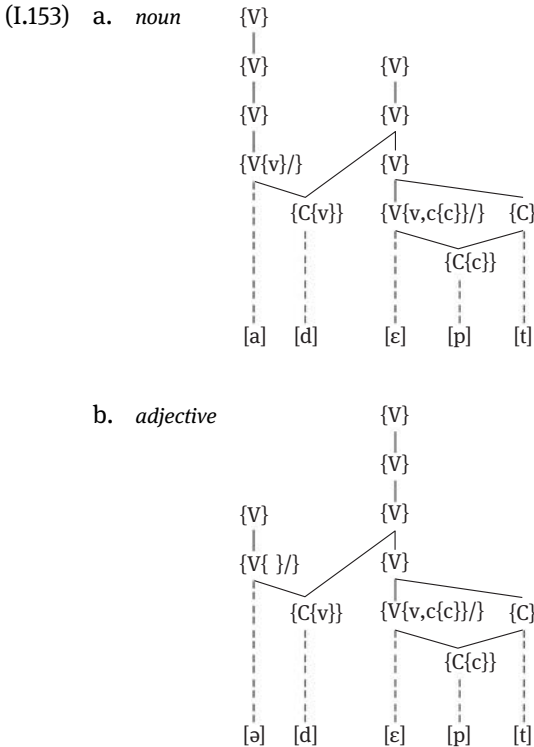 (I.153) a. noun {V}
{V} {V}
{V} {V}
{V{v}/} {V}
{C{v}} {V{v,c{c}}/} {C}
{C{c}}
[a] [d] [ɛ] [p] [t]
b. adjective {V}
{V}
{V} {V}
{V{ }/} {V}
{C{v}} {V{v,c{c}}/} {C}
{C{c}}
[ə] [d] [ɛ] [p] [t]